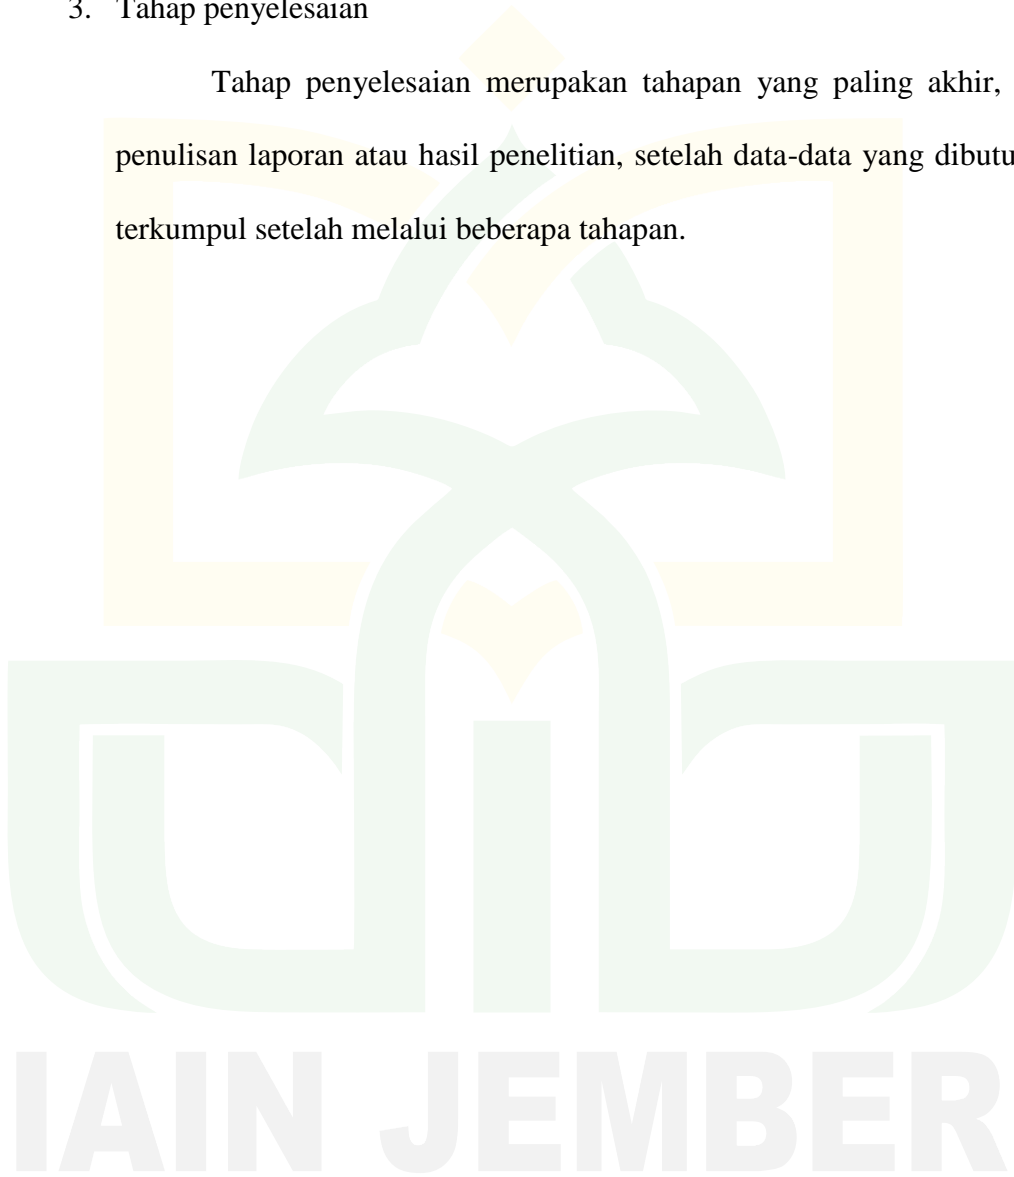 3. Tahap penyelesaian
Tahap penyelesaian merupakan tahapan yang paling akhir,
penulisan laporan atau hasil penelitian, setelah data-data yang dibutu
terkumpul setelah melalui beberapa tahapan.
IAIN JEMBER